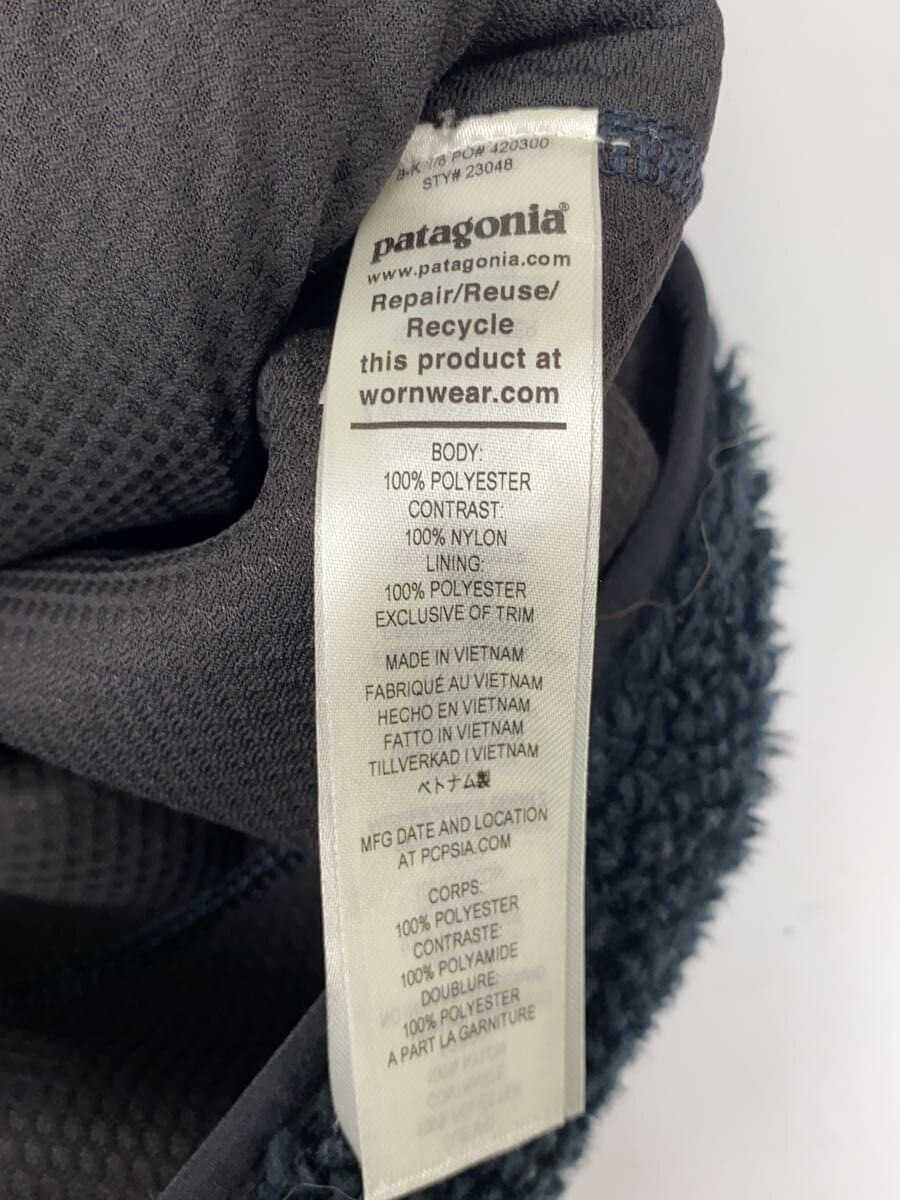 B-K 1/6 PO# 420300
STY# 23048
patagonia®
www.patagonia.com
Repair/Reuse/
Recycle
this product at
wornwear.com
BODY:
100% POLYESTER
CONTRAST:
100% NYLON
LINING:
100% POLYESTER
EXCLUSIVE OF TRIM
MADE IN VIETNAM
FABRIQUÉ AU VIETNAM
HECHO EN VIETNAM
FATTO IN VIETNAM
TILLVERKAD I VIETNAM
ベトナム製
MFG DATE AND LOCATION
AT PCPSIA.COM
CORPS:
100% POLYESTER
CONTRASTE:
100% POLYAMIDE
DOUBLURE:
100% POLYESTER
A PART LA GARNITURE